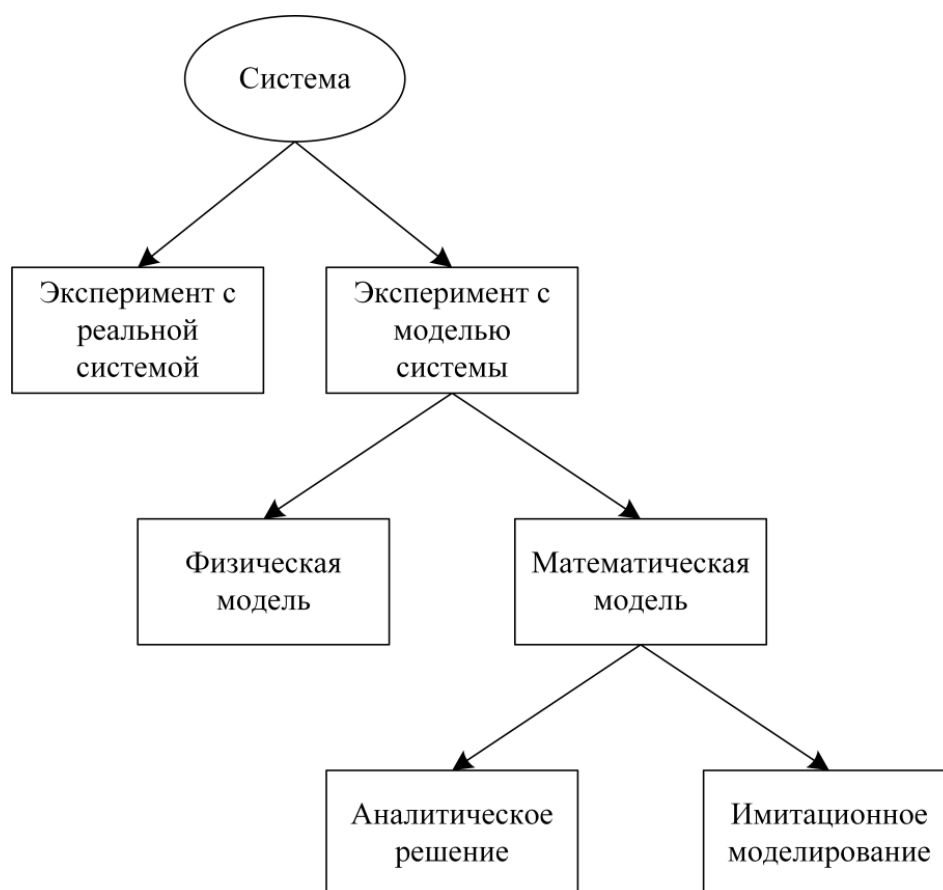 Система
Эксперимент с
реальной
системой
Эксперимент с
моделью
системы
Физическая
модель
Математическая
модель
Аналитическое
решение
Имитационное
моделирование